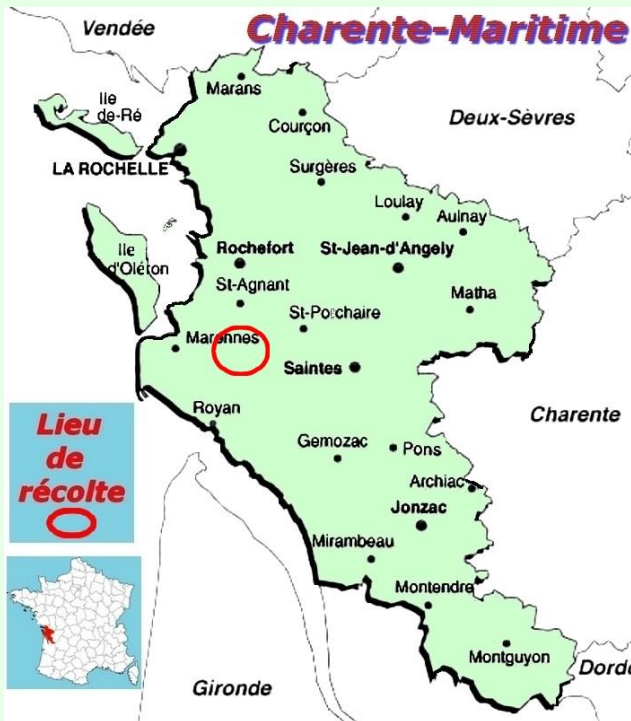 Charente-Maritime
Vendée
Marans
Ile
de-Ré
Courçon
Deux-Sèvres
LA ROCHELLE
Surgères
Loulay
Aulnay
Ile
d'Oléron
Rochefort
St-Jean-d'Angely
St-Agnant
Matha
St-Porchaire
Marennes
Saintes
Royan
Charente
Lieu
de
récolte
Gemozac
Pons
Archiac
Jonzac
Mirambeau
Montendre
Montguyon
Gironde
Dordo